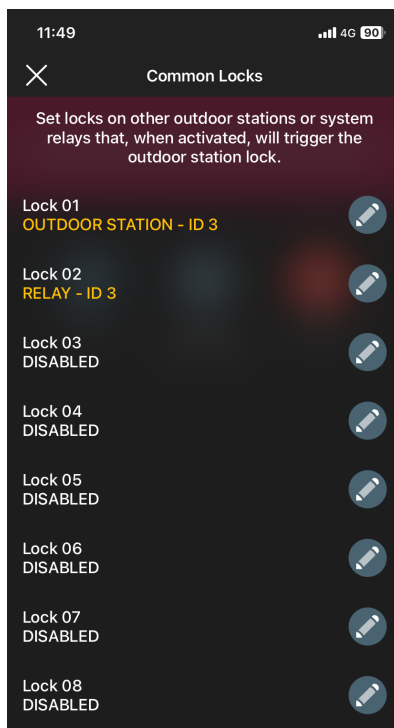 11:49
4G 90
Common Locks
Set locks on other outdoor stations or system
relays that, when activated, will trigger the
outdoor station lock.
Lock 01
OUTDOOR STATION - ID 3
Lock 02
RELAY - ID 3
Lock 03
DISABLED
Lock 04
DISABLED
Lock 05
DISABLED
Lock 06
DISABLED
Lock 07
DISABLED
Lock 08
DISABLED